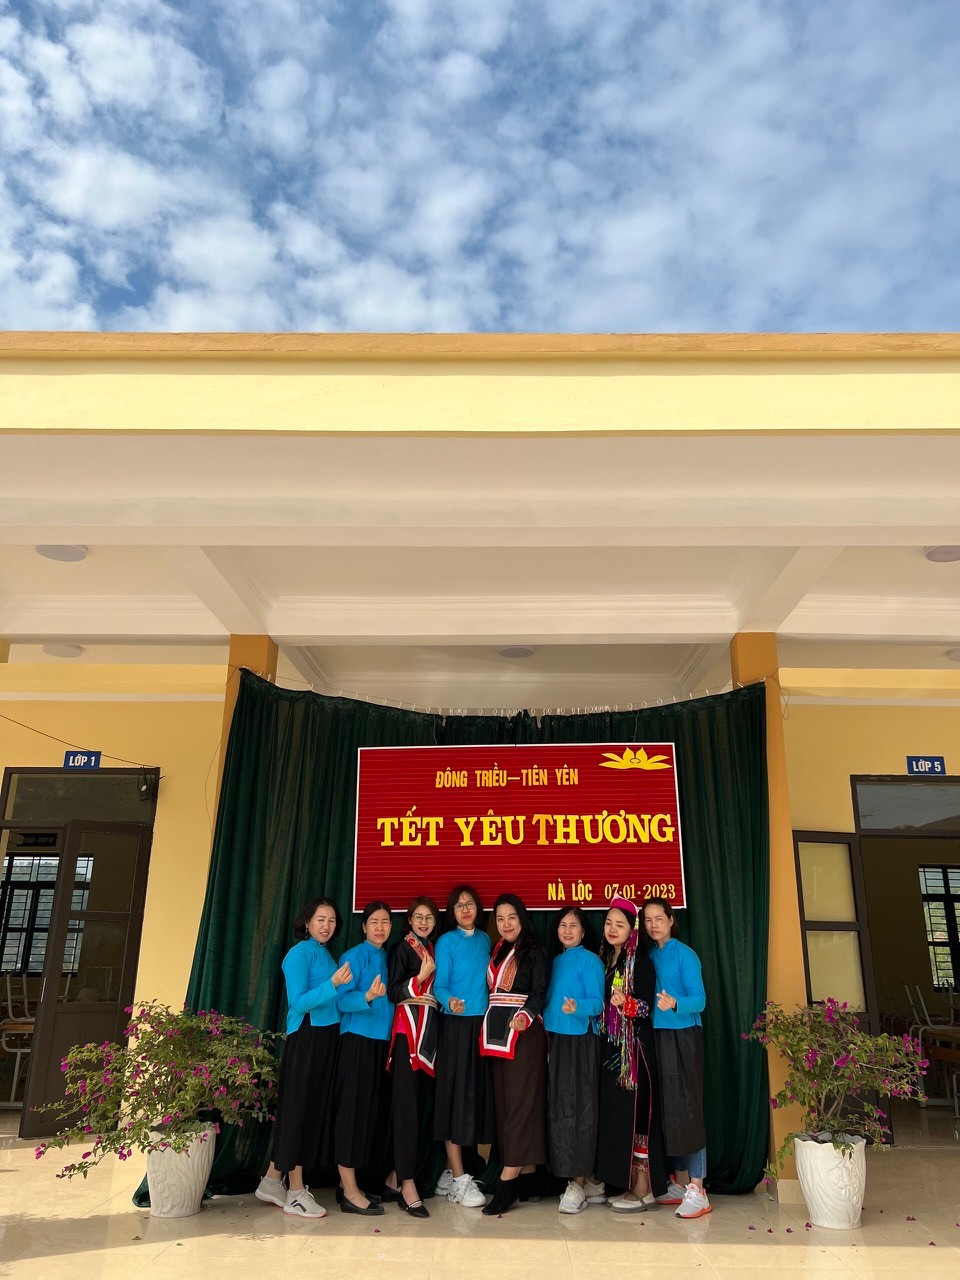 LỚP 1
ĐÔNG TRIỀU-TIÊN YÊN
TẾT YÊU THƯƠNG
NÀ LỘC 07-01-2023
LỚP 5